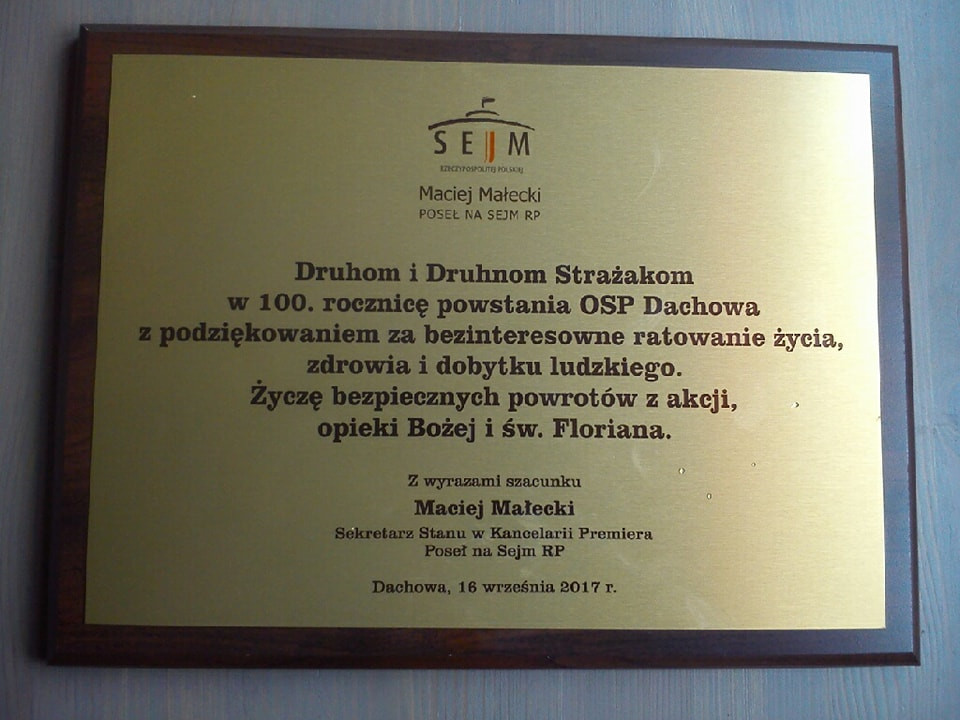 SEJM
RZECZYPOSPOLITEJ POLSKIEJ
Maciej Małecki
POSEŁ NA SEJM RP
Druhom i Druhnom Strażakom
w 100. rocznicę powstania OSP Dachowa
z podziękowaniem za bezinteresowne ratowanie życia,
zdrowia i dobytku ludzkiego.
Życzę bezpiecznych powrotów z akcji,
opieki Bożej i św. Floriana.
Z wyrazami szacunku
Maciej Małecki
Sekretarz Stanu w Kancelarii Premiera
Poseł na Sejm RP
Dachowa, 16 września 2017 r.